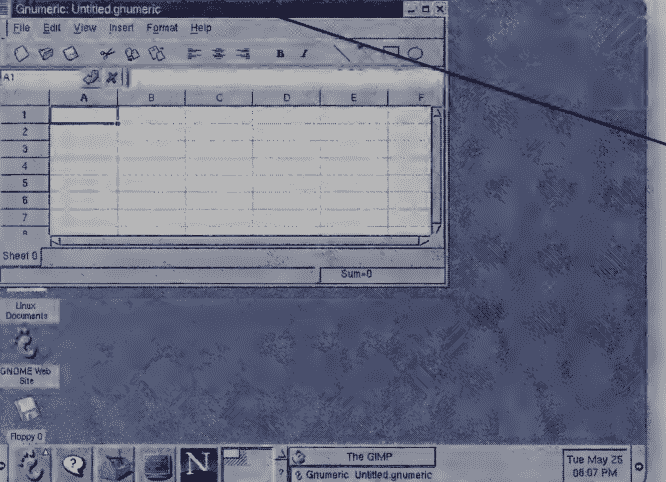 Gnumeric: Untitled.gnumeric
File Edit View Insert Format Help
B I
A1
A B C D E F
1
2
3
4
5
6
7
8
Sheet 0
Sum=0
Linux
Documents
GNOME Web
Site
Floppy 0
N
The GIMP
? Gnumeric Untitled.gnumeric
Tue May 25
06:07 PM